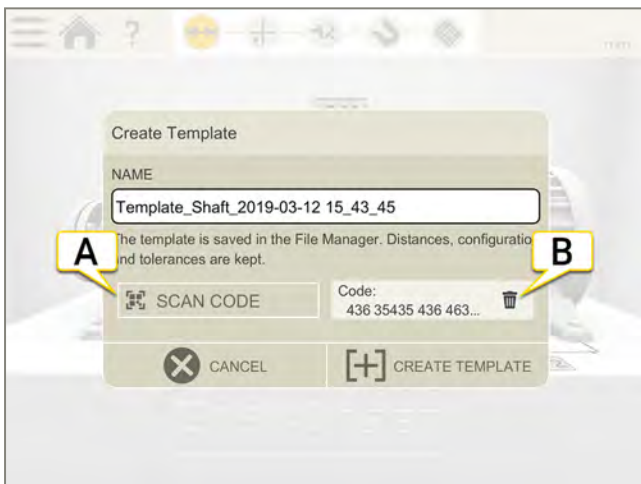 ?
mm
Create Template
NAME
Template_Shaft_2019-03-12 15_43_45
The template is saved in the File Manager. Distances, configuratio
and tolerances are kept.
A
B
SCAN CODE
Code:
436 35435 436 463...
CANCEL
CREATE TEMPLATE